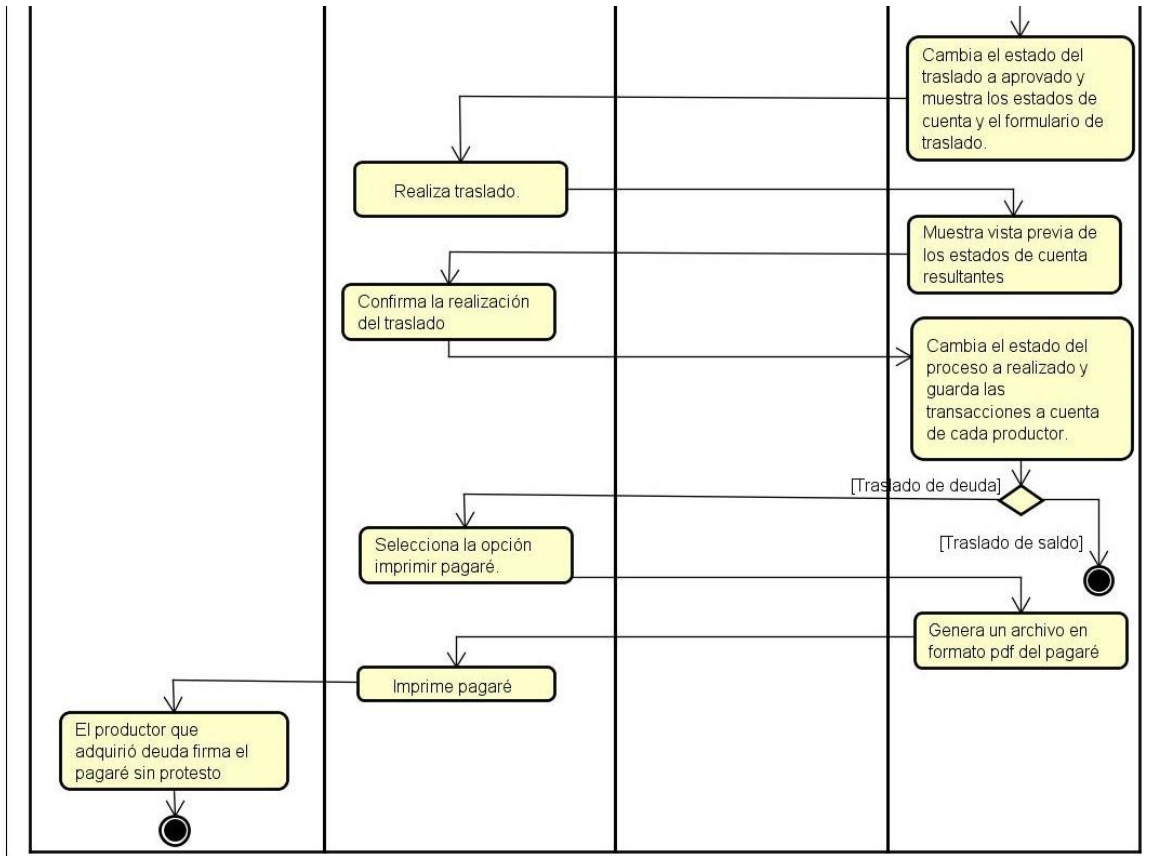 Cambia el estado del
traslado a aprobado y
muestra los estados de
cuenta y el formulario de
traslado.
Realiza traslado.
Muestra vista previa de
los estados de cuenta
resultantes
Confirma la realización
del traslado
Cambia el estado del
proceso a realizado y
guarda las
transacciones a cuenta
de cada productor.
[Traslado de deuda]
[Traslado de saldo]
Selecciona la opción
imprimir pagaré.
Genera un archivo en
formato pdf del pagaré
Imprime pagaré
El productor que
adquirió deuda firma el
pagaré sin protesto